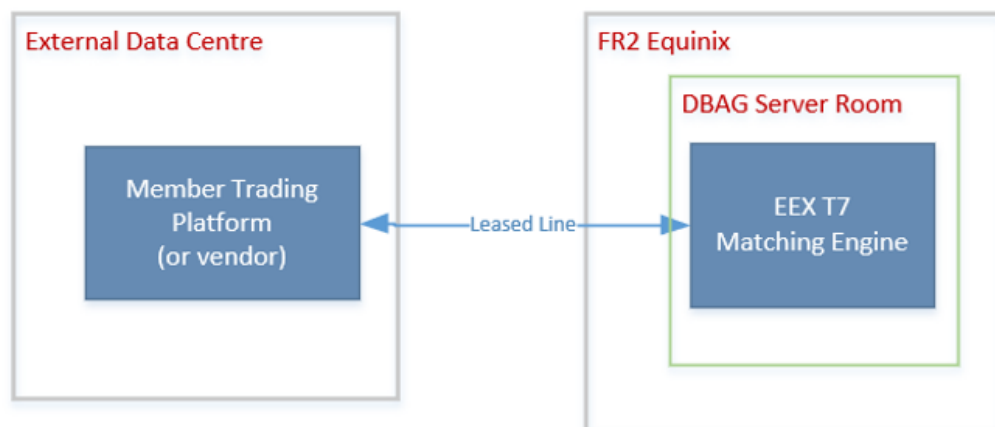 External Data Centre
Member Trading
Platform
(or vendor)
Leased Line
FR2 Equinix
DBAG Server Room
EEX T7
Matching Engine